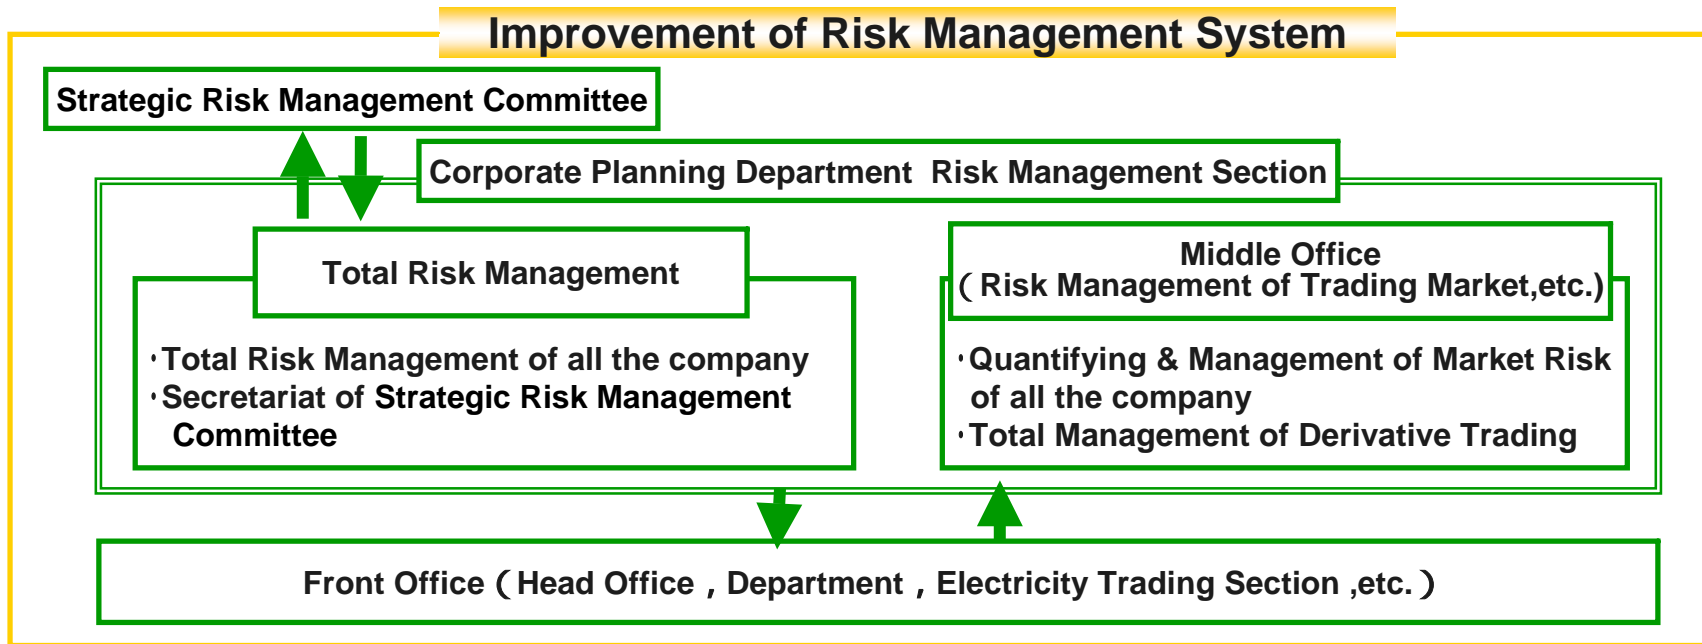 Improvement of Risk Management System
Strategic Risk Management Committee
Corporate Planning Department  Risk Management Section
Total Risk Management
・Total Risk Management of all the company
・Secretariat of Strategic Risk Management
Committee
Middle Office
（Risk Management of Trading Market,etc.)
・Quantifying & Management of Market Risk
of all the company
・Total Management of Derivative Trading
Front Office（Head Office，Department，Electricity Trading Section ,etc.）